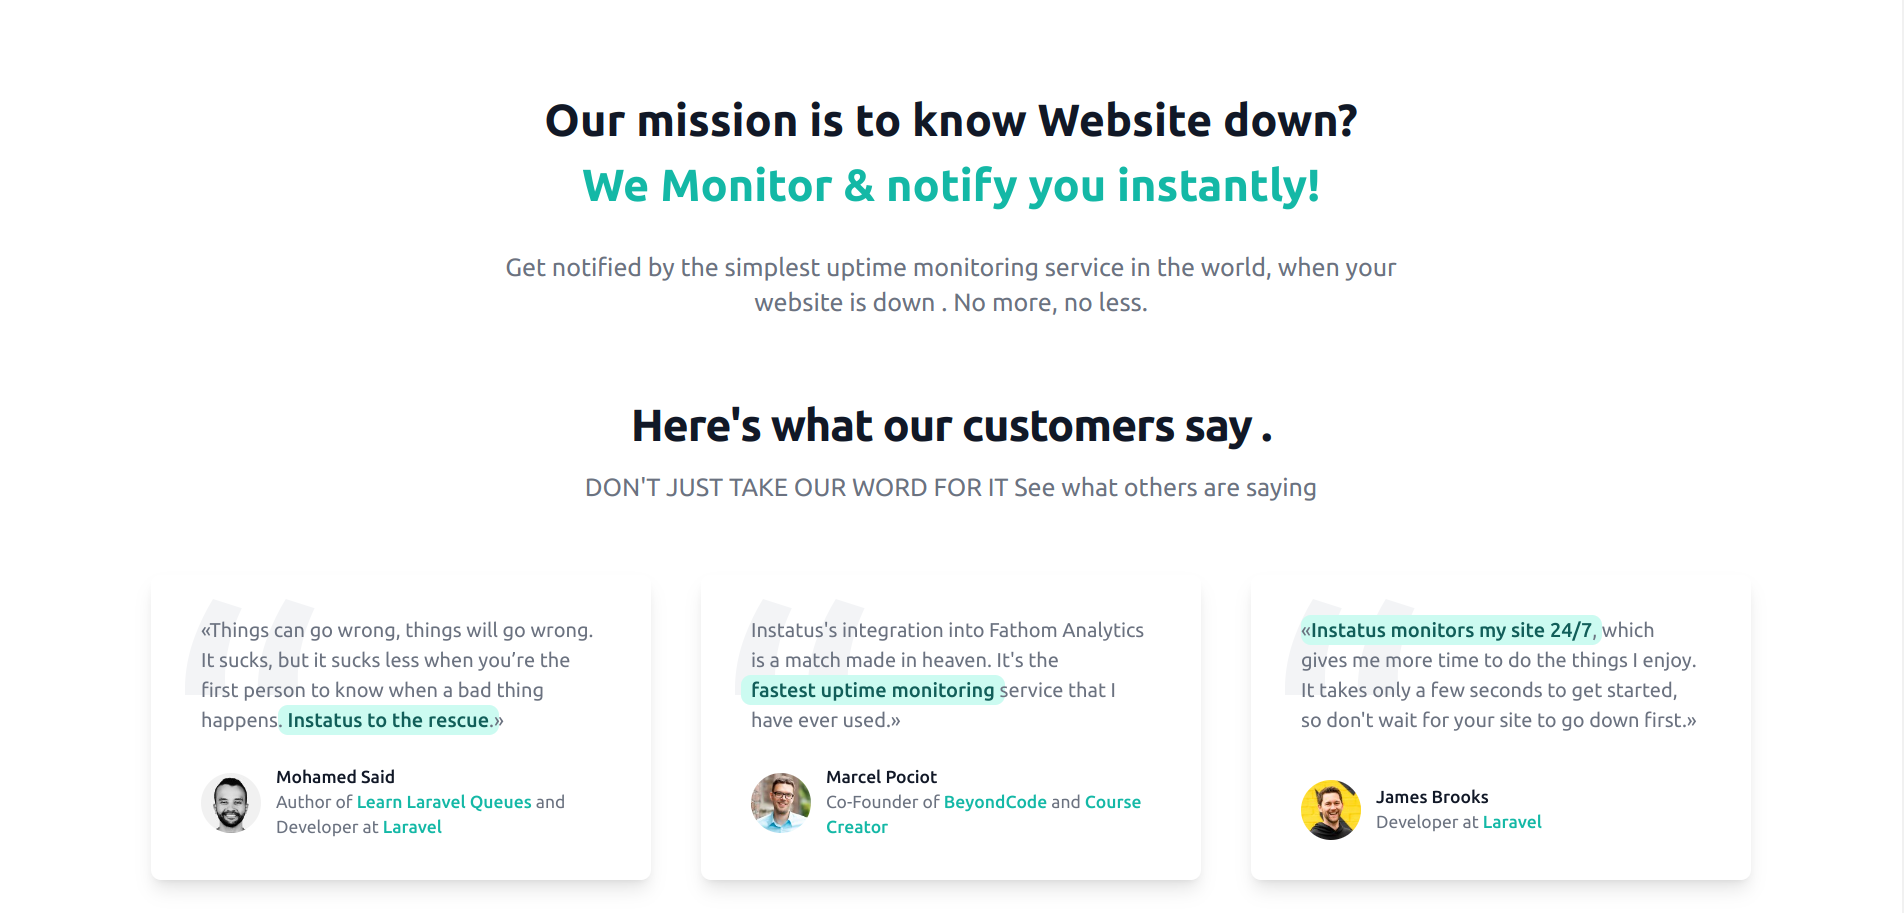 Our mission is to know Website down?
We Monitor & notify you instantly!
Get notified by the simplest uptime monitoring service in the world, when your
website is down . No more, no less.
Here's what our customers say .
DON'T JUST TAKE OUR WORD FOR IT See what others are saying
«Things can go wrong, things will go wrong.
It sucks, but it sucks less when you’re the
first person to know when a bad thing
happens. Instatus to the rescue.»
Mohamed Said
Author of Learn Laravel Queues and
Developer at Laravel
Instatus's integration into Fathom Analytics
is a match made in heaven. It's the
fastest uptime monitoring service that I
have ever used.»
Marcel Pociot
Co-Founder of BeyondCode and Course
Creator
«Instatus monitors my site 24/7, which
gives me more time to do the things I enjoy.
It takes only a few seconds to get started,
so don't wait for your site to go down first.»
James Brooks
Developer at Laravel